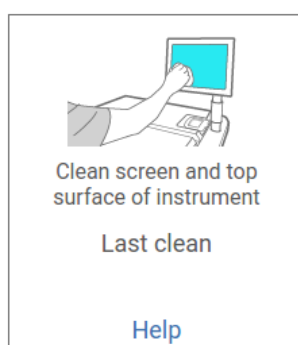 Clean screen and top
surface of instrument
Last clean
Help